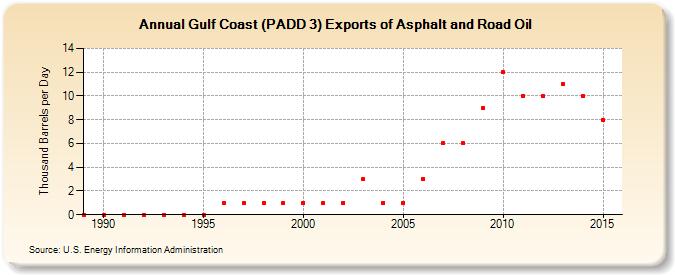 Annual Gulf Coast (PADD 3) Exports of Asphalt and Road Oil
Thousand Barrels per Day
14
12
10
8
6
4
2
0
1990 1995 2000 2005 2010 2015
Source: U.S. Energy Information Administration